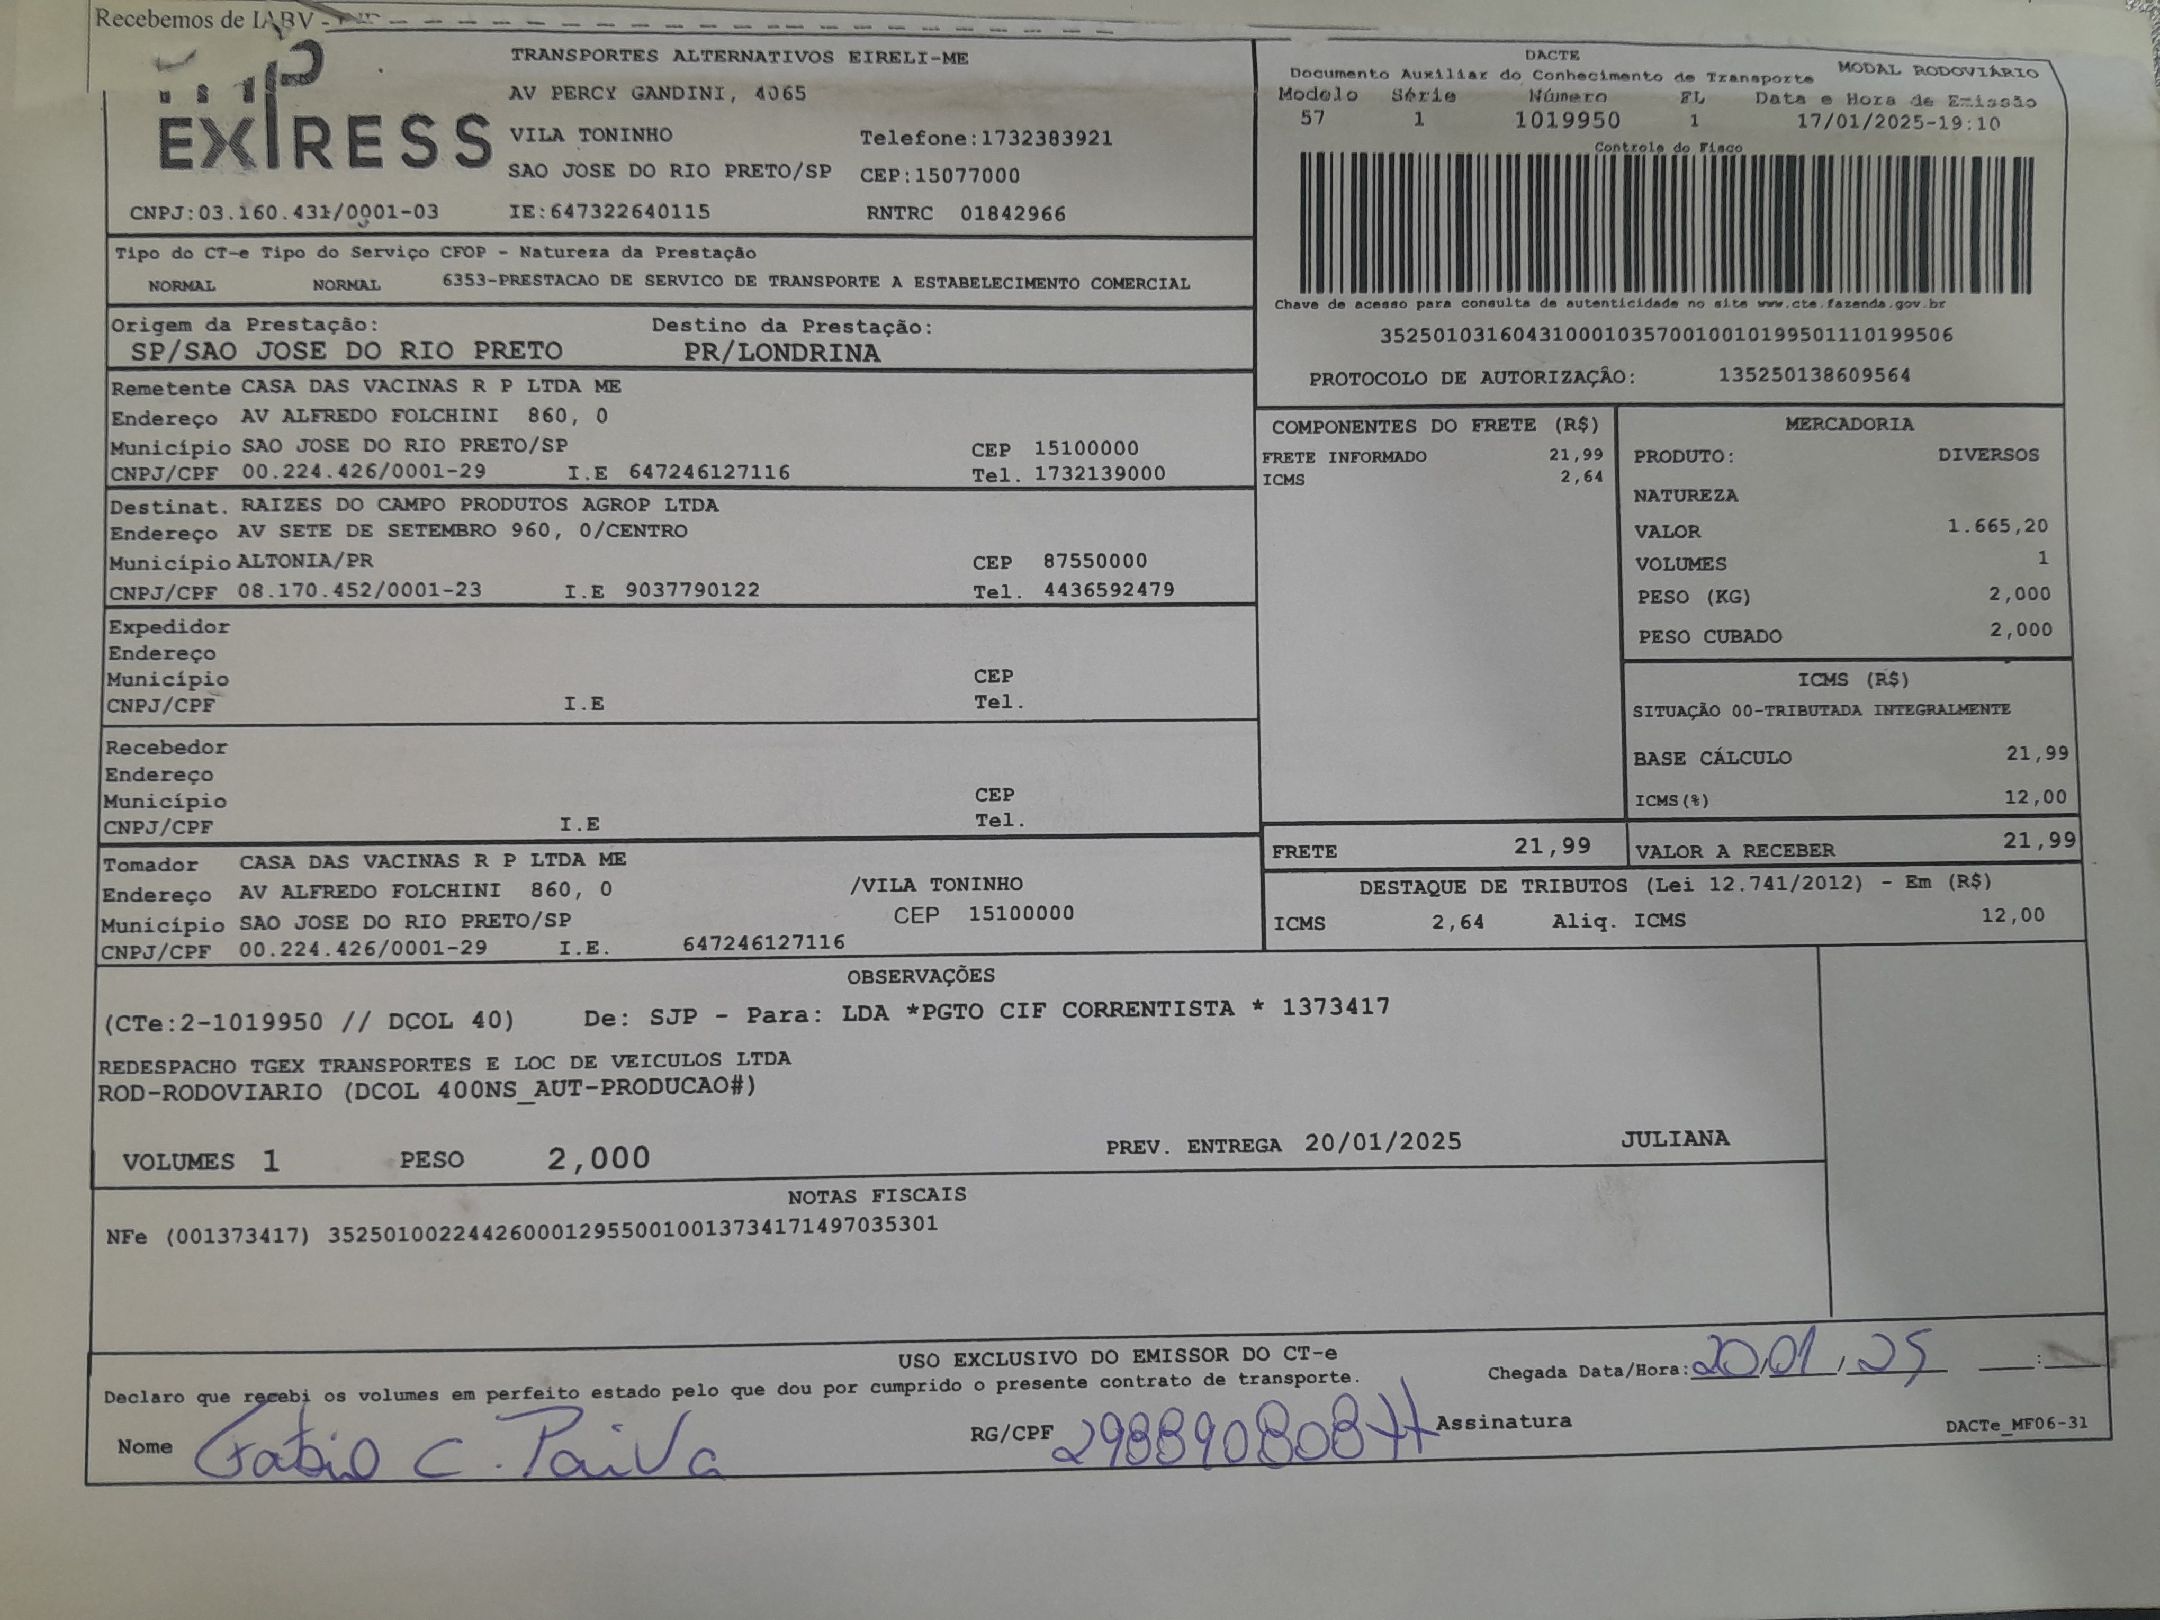 Recebemos de IABV -
EXPRESS
TRANSPORTES ALTERNATIVOS EIRELI-ME
AV PERCY GANDINI, 4065
VILA TONINHO Telefone:1732383921
SAO JOSE DO RIO PRETO/SP CEP:15077000
CNPJ:03.160.431/0001-03 IE:647322640115 RNTRC 01842966
DACTE
Documento Auxiliar do Conhecimento de Transporte MODAL RODOVIÁRIO
Modelo Série Número FL Data e Hora de Emissão
57 1 1019950 1 17/01/2025-19:10
Controle do Fisco
Chave de acesso para consulta de autenticidade no site www.cte.fazenda.gov.br
35250103160431000103570010010199501110199506
PROTOCOLO DE AUTORIZAÇÃO: 135250138609564
Tipo do CT-e Tipo do Serviço CFOP - Natureza da Prestação
NORMAL NORMAL 6353-PRESTACAO DE SERVICO DE TRANSPORTE A ESTABELECIMENTO COMERCIAL
Origem da Prestação: Destino da Prestação:
SP/SAO JOSE DO RIO PRETO PR/LONDRINA
Remetente CASA DAS VACINAS R P LTDA ME
Endereço AV ALFREDO FOLCHINI 860, 0
Município SAO JOSE DO RIO PRETO/SP CEP 15100000
CNPJ/CPF 00.224.426/0001-29 I.E 647246127116 Tel. 1732139000
Destinat. RAIZES DO CAMPO PRODUTOS AGROP LTDA
Endereço AV SETE DE SETEMBRO 960, 0/CENTRO
Município ALTONIA/PR CEP 87550000
CNPJ/CPF 08.170.452/0001-23 I.E 9037790122 Tel. 4436592479
Expedidor
Endereço
Município CEP
CNPJ/CPF I.E Tel.
Recebedor
Endereço
Município CEP
CNPJ/CPF I.E Tel.
Tomador CASA DAS VACINAS R P LTDA ME
Endereço AV ALFREDO FOLCHINI 860, 0 /VILA TONINHO
Município SAO JOSE DO RIO PRETO/SP CEP 15100000
CNPJ/CPF 00.224.426/0001-29 I.E. 647246127116
COMPONENTES DO FRETE (R$)
FRETE INFORMADO 21,99
ICMS 2,64
MERCADORIA
PRODUTO: DIVERSOS
NATUREZA
VALOR 1.665,20
VOLUMES 1
PESO (KG) 2,000
PESO CUBADO 2,000
ICMS (R$)
SITUAÇÃO 00-TRIBUTADA INTEGRALMENTE
BASE CÁLCULO 21,99
ICMS(%) 12,00
FRETE 21,99 VALOR A RECEBER 21,99
DESTAQUE DE TRIBUTOS (Lei 12.741/2012) - Em (R$)
ICMS 2,64 Aliq. ICMS 12,00
OBSERVAÇÕES
(CTe:2-1019950 // DCOL 40) De: SJP - Para: LDA *PGTO CIF CORRENTISTA * 1373417
REDESPACHO TGEX TRANSPORTES E LOC DE VEICULOS LTDA
ROD-RODOVIARIO (DCOL 400NS_AUT-PRODUCAO#)
VOLUMES 1 PESO 2,000 PREV. ENTREGA 20/01/2025 JULIANA
NOTAS FISCAIS
NFe (001373417) 35250100224426000129550010013734171497035301
USO EXCLUSIVO DO EMISSOR DO CT-e
Declaro que recebi os volumes em perfeito estado pelo que dou por cumprido o presente contrato de transporte. Chegada Data/Hora: 20/01/25 __:__
Nome Fabio C. Paiva RG/CPF Assinatura
DACTe_MF06-31